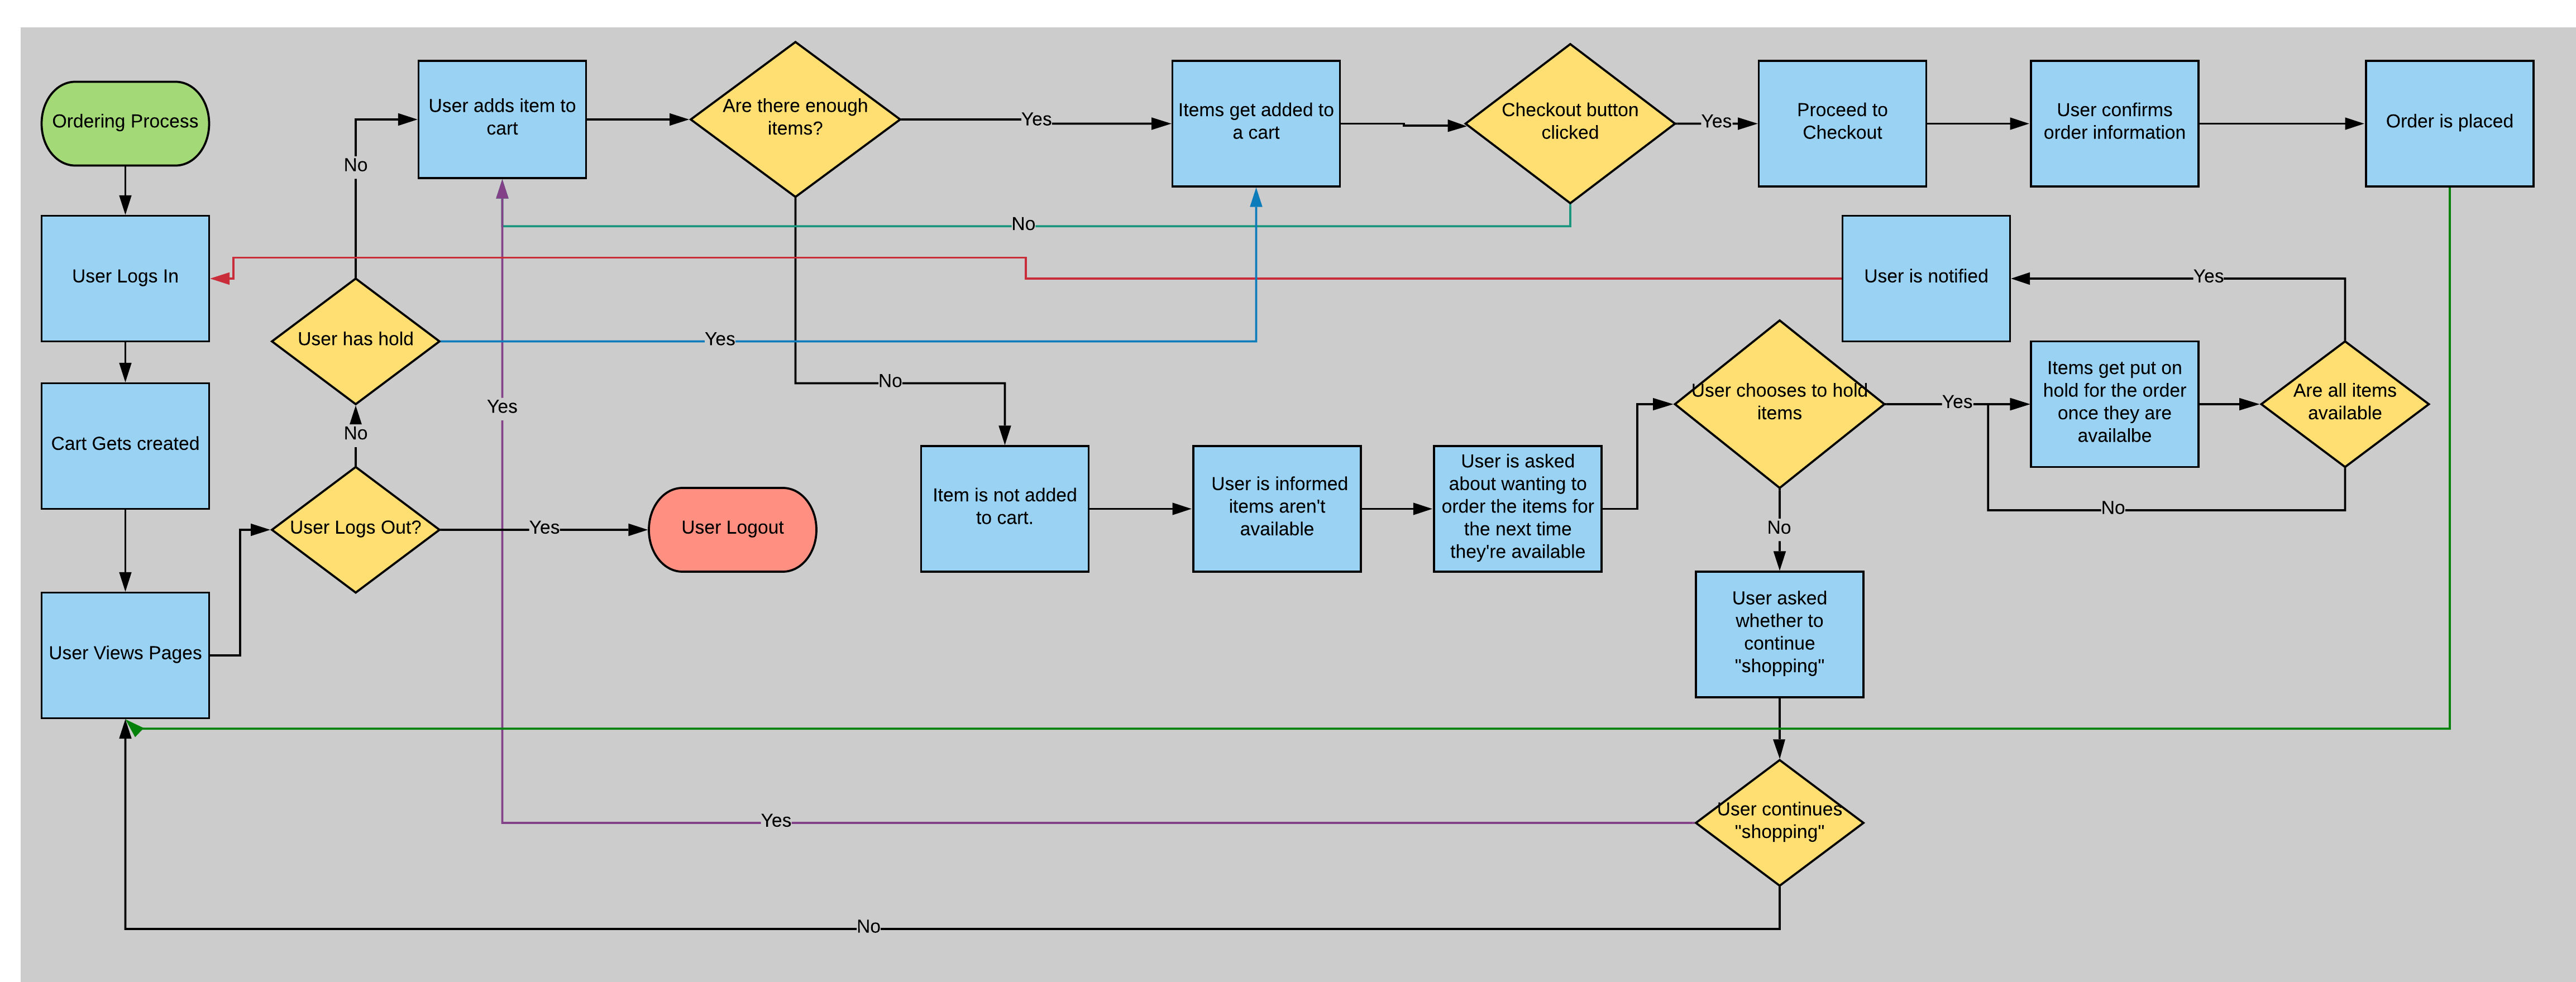 Ordering Process
User adds item to
cart
Are there enough
items?
Yes
Items get added to
a cart
Checkout button
clicked
Yes
Proceed to
Checkout
User confirms
order information
Order is placed
No
No
User Logs In
User is notified
Yes
User has hold
Yes
No
User chooses to hold
items
Yes
Items get put on
hold for the order
once they are
availalbe
Are all items
available
Yes
No
Cart Gets created
User Logs Out?
Yes
User Logout
Item is not added
to cart.
User is informed
items aren't
available
User is asked
about wanting to
order the items for
the next time
they're available
No
No
User Views Pages
User asked
whether to
continue
"shopping"
User continues
"shopping"
Yes
No